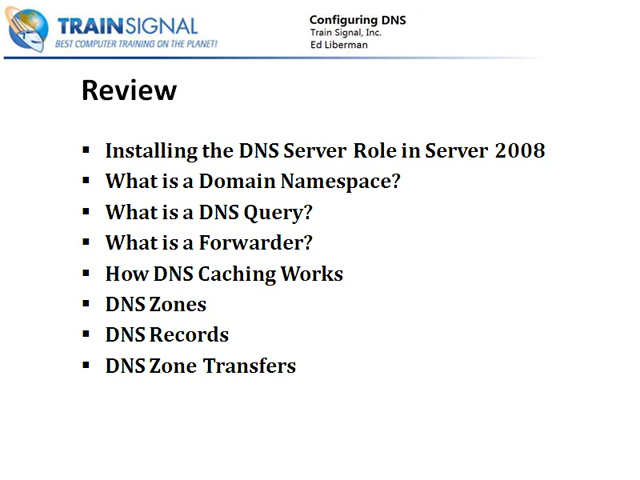 TRAINSIGNAL
BEST COMPUTER TRAINING ON THE PLANET!
Configuring DNS
Train Signal, Inc.
Ed Liberman
Review
▪ Installing the DNS Server Role in Server 2008
▪ What is a Domain Namespace?
▪ What is a DNS Query?
▪ What is a Forwarder?
▪ How DNS Caching Works
▪ DNS Zones
▪ DNS Records
▪ DNS Zone Transfers